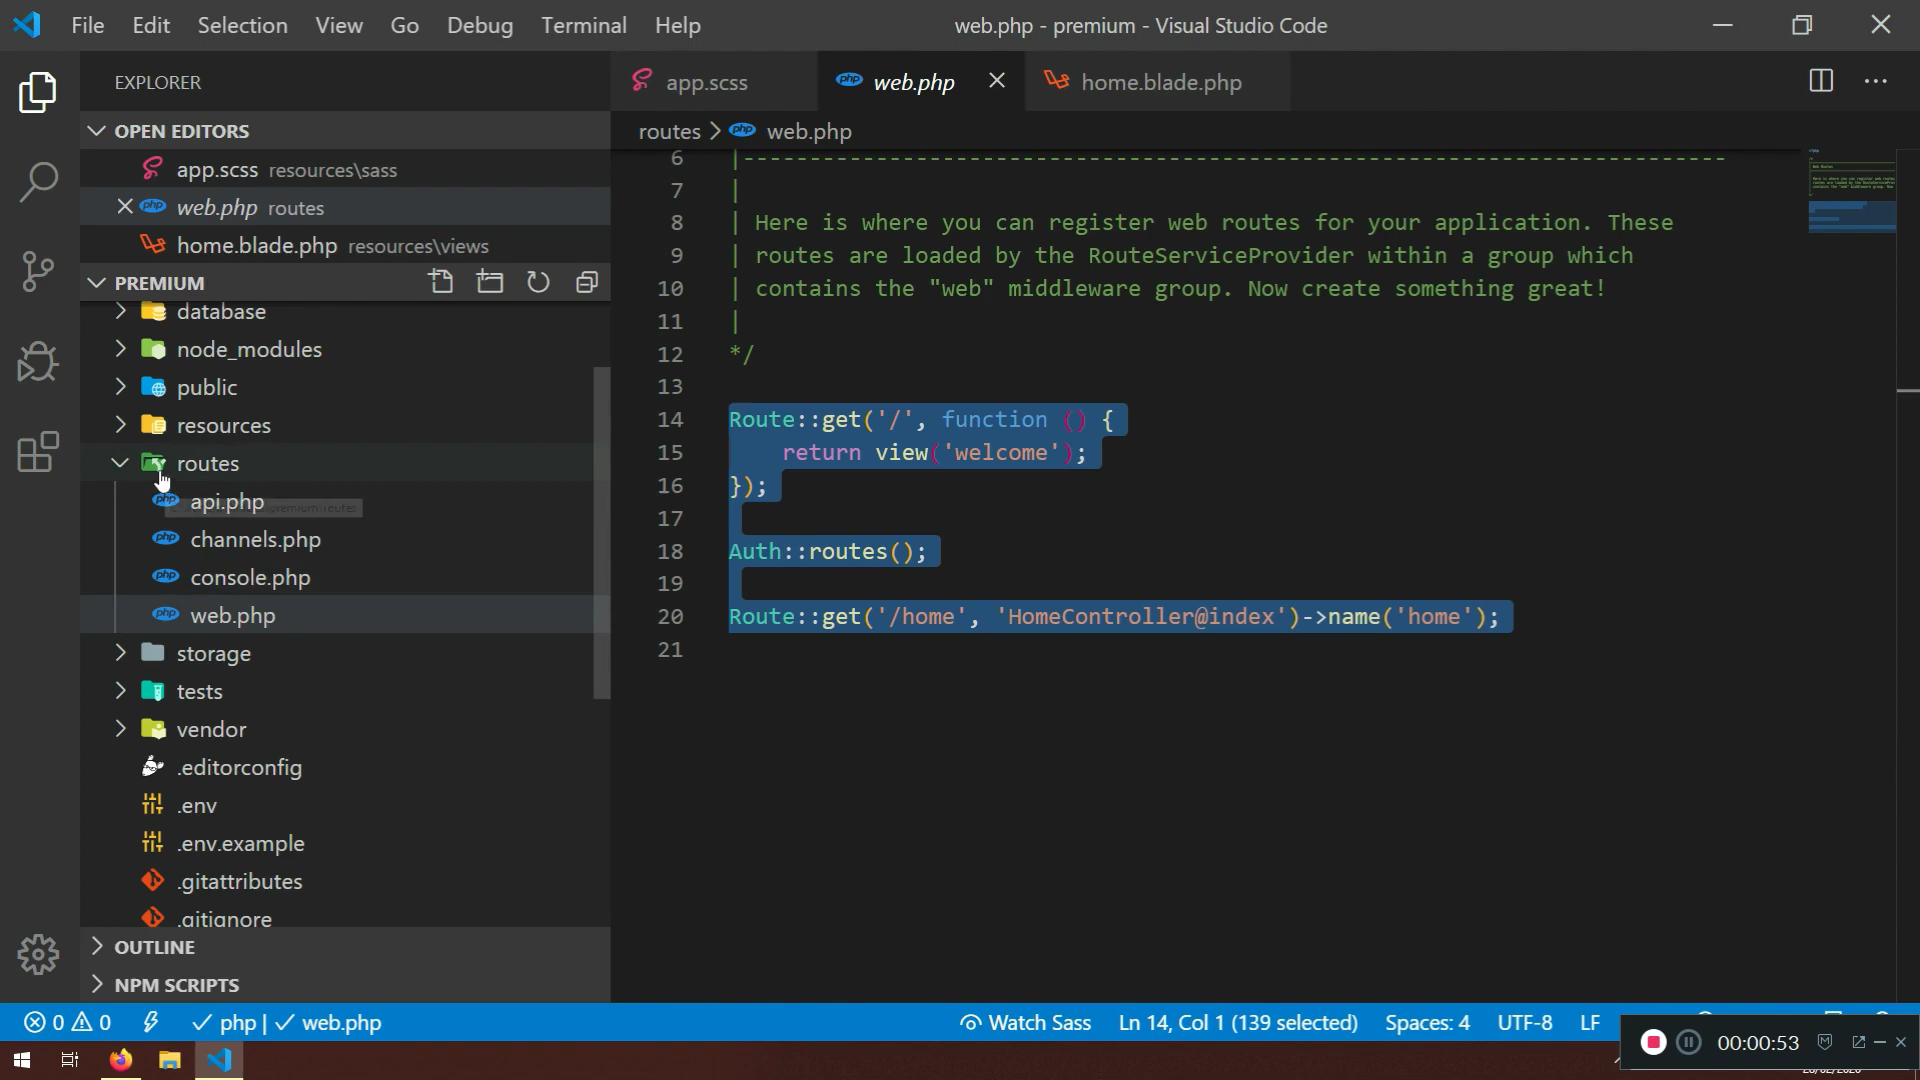 File Edit Selection View Go Debug Terminal Help
web.php - premium - Visual Studio Code
EXPLORER
OPEN EDITORS
app.scss resources\sass
web.php routes
home.blade.php resources\views
PREMIUM
database
node_modules
public
resources
routes
api.php
channels.php
console.php
web.php
storage
tests
vendor
.editorconfig
.env
.env.example
.gitattributes
.gitignore
OUTLINE
NPM SCRIPTS
app.scss
web.php
home.blade.php
routes > web.php
6 |--------------------------------------------------------------------------
7 |
8 | Here is where you can register web routes for your application. These
9 | routes are loaded by the RouteServiceProvider within a group which
10 | contains the "web" middleware group. Now create something great!
11 |
12 */
13
14 Route::get('/', function () {
15     return view('welcome');
16 });
17
18 Auth::routes();
19
20 Route::get('/home', 'HomeController@index')->name('home');
21
0 0 php | web.php
Watch Sass Ln 14, Col 1 (139 selected) Spaces: 4 UTF-8 LF
00:00:53